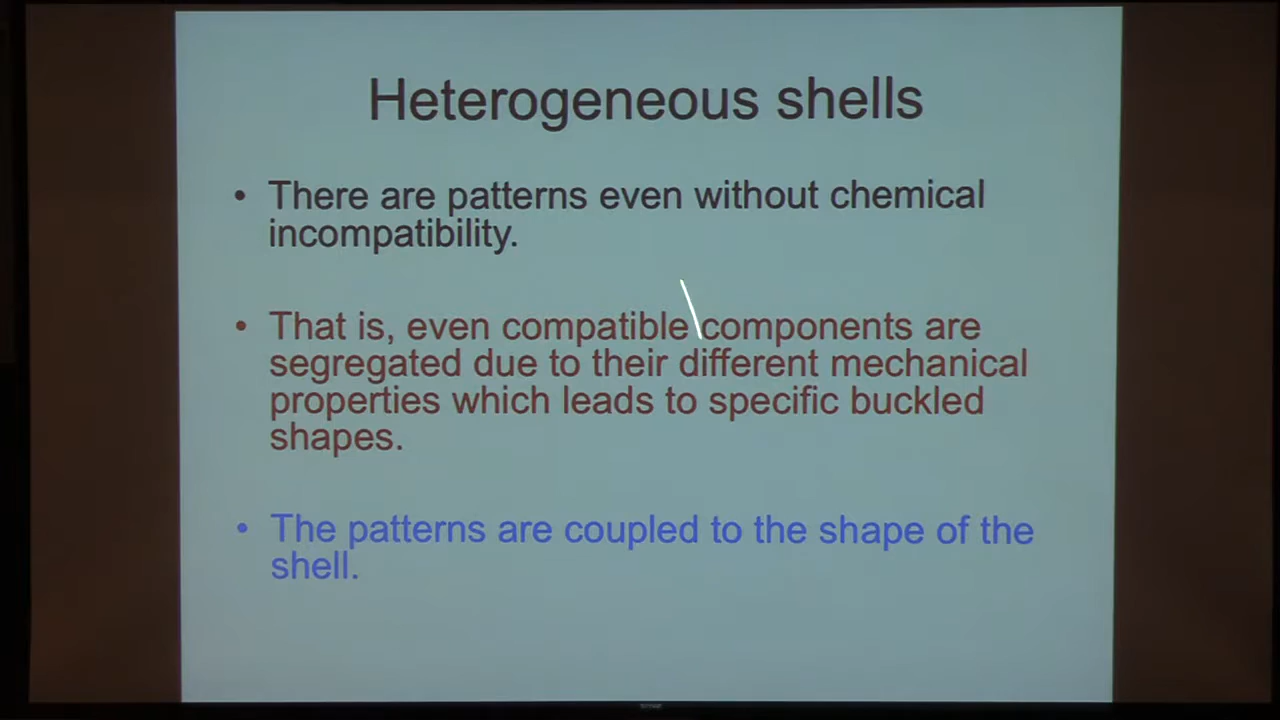 Heterogeneous shells
• There are patterns even without chemical
incompatibility.
• That is, even compatible components are
segregated due to their different mechanical
properties which leads to specific buckled
shapes.
• The patterns are coupled to the shape of the
shell.